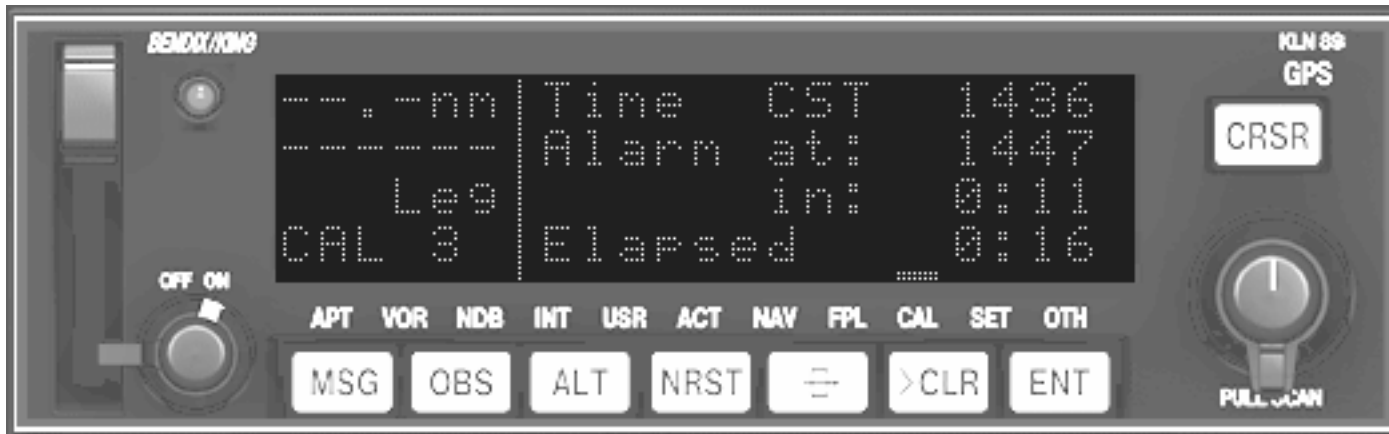 BENDIX/KING
KLN 89
GPS
--.-nm Time CST 1436
------ Alarm at: 1447
Leg in: 0:11
CAL 3 Elapsed 0:16
CRSR
OFF ON
APT VOR NDB INT USR ACT NAV FPL CAL SET OTH
MSG OBS ALT NRST >CLR ENT
PULL SCAN